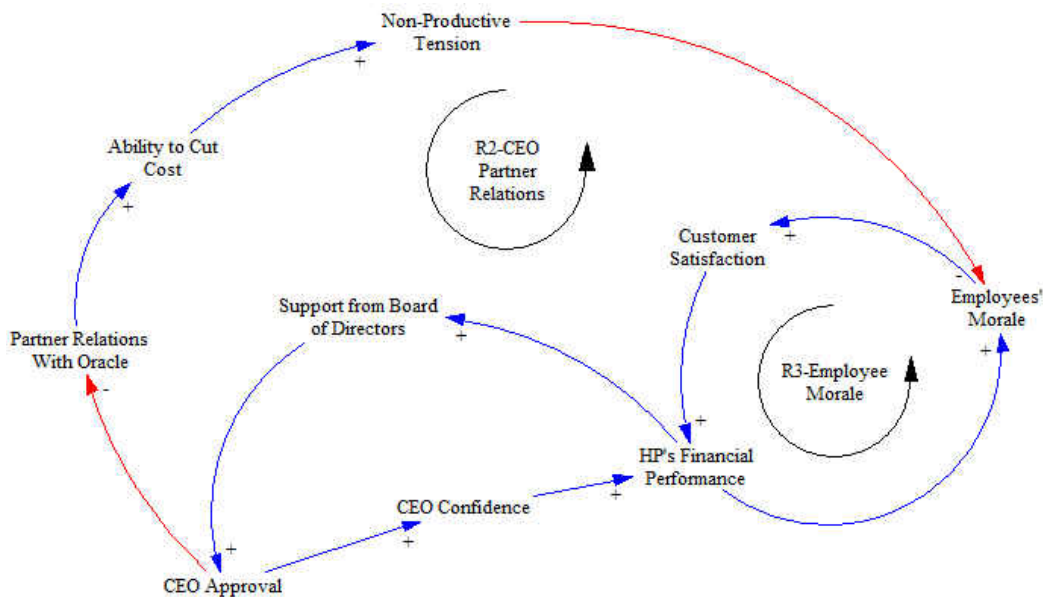 Non-Productive
Tension
+
Ability to Cut
Cost
+
R2-CEO
Partner
Relations
Customer
Satisfaction
+
-
Employees'
Morale
+
Support from Board
of Directors
+
Partner Relations
With Oracle
-
R3-Employee
Morale
+
HP's Financial
Performance
+
CEO Confidence
+
+
CEO Approval